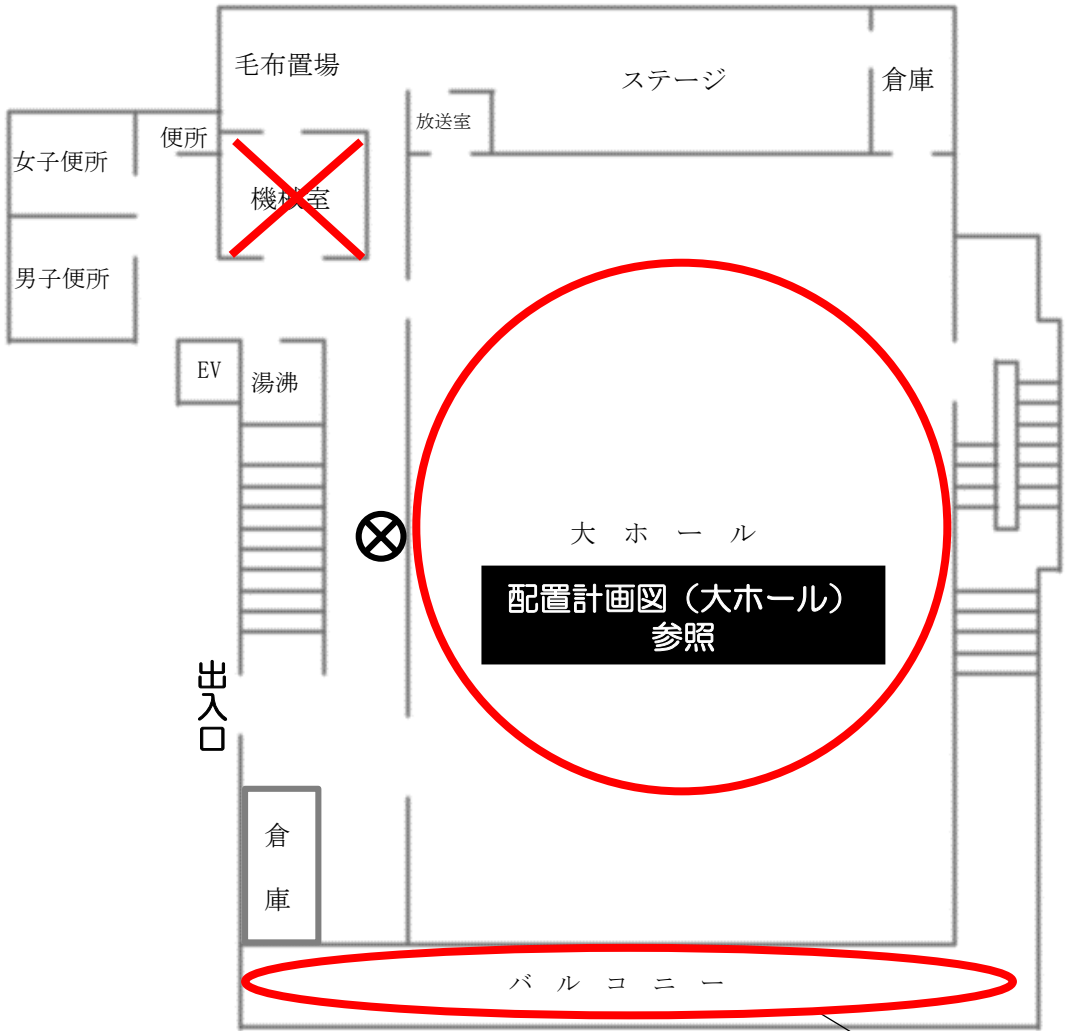 毛布置場
ステージ
倉庫
放送室
便所
女子便所
機械室
男子便所
EV
湯沸
大ホール
配置計画図（大ホール）
参照
出入口
倉庫
バルコニー